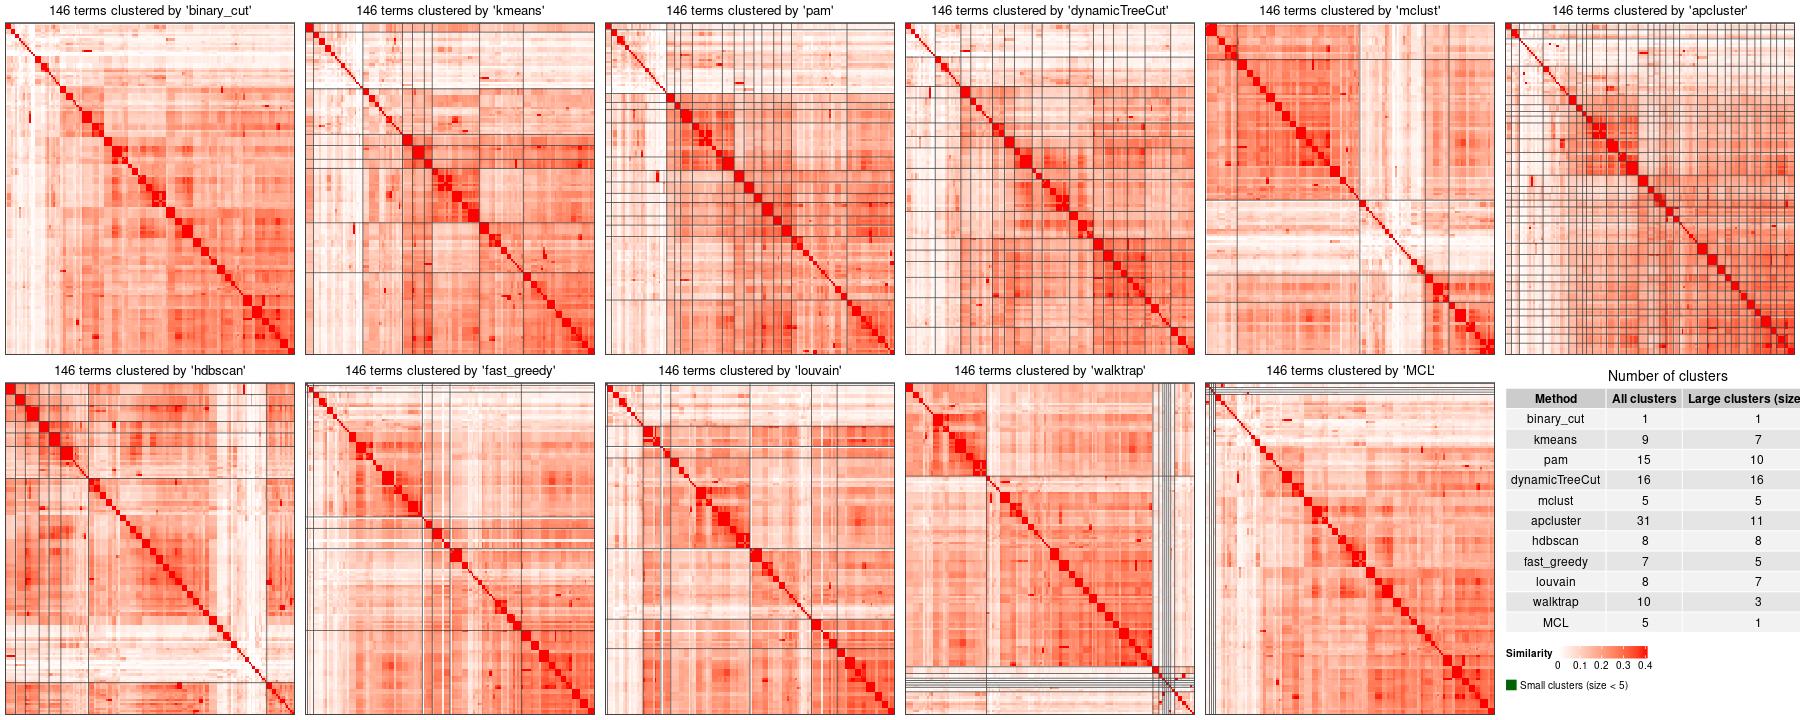 146 terms clustered by 'binary_cut'
146 terms clustered by 'kmeans'
146 terms clustered by 'pam'
146 terms clustered by 'dynamicTreeCut'
146 terms clustered by 'mclust'
146 terms clustered by 'apcluster'
146 terms clustered by 'hdbscan'
146 terms clustered by 'fast_greedy'
146 terms clustered by 'louvain'
146 terms clustered by 'walktrap'
146 terms clustered by 'MCL'
Number of clusters
Method All clusters Large clusters (size
binary_cut 1 1
kmeans 9 7
pam 15 10
dynamicTreeCut 16 16
mclust 5 5
apcluster 31 11
hdbscan 8 8
fast_greedy 7 5
louvain 8 7
walktrap 10 3
MCL 5 1
Similarity
0 0.1 0.2 0.3 0.4
Small clusters (size < 5)